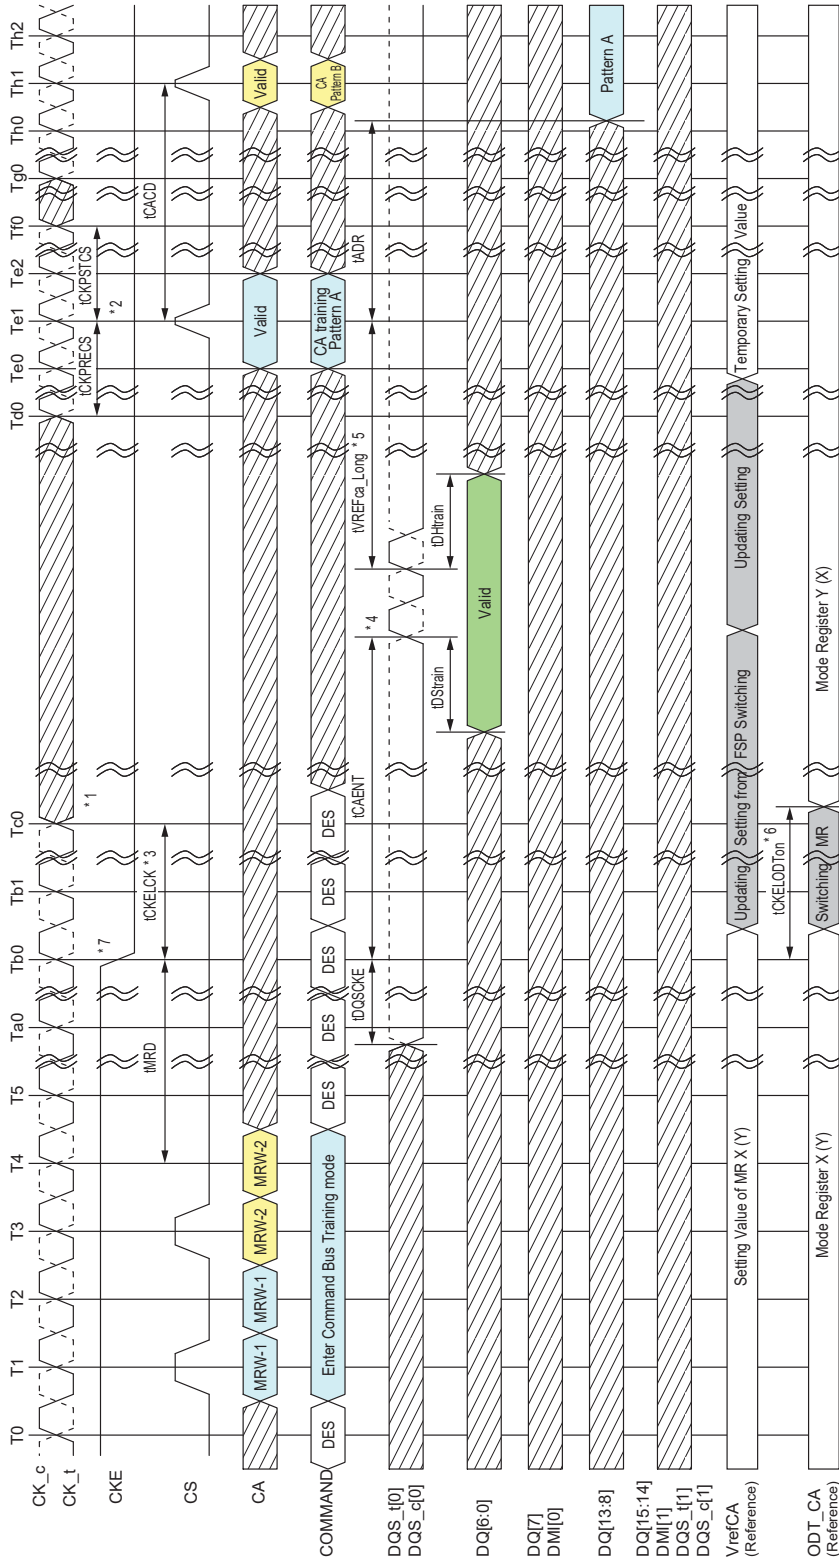 T0 T1 T2 T3 T4 T5 Ta0 Tb0 Tb1 Tc0 Td0 Te0 Te1 Te2 Tf0 Tg0 Th0 Th1 Th2
CK_c
CK_t
tCKPRECS
tCKPSTCS
* 1
* 2
CKE
* 7
tMRD
tCKELCK * 3
tCACD
CS
CA
MRW-1 MRW-1 MRW-2 MRW-2 Valid Valid
COMMAND
DES Enter Command Bus Training mode DES DES DES DES DES
CA training
Pattern A
CA
Pattern B
tDQSCKE
tCAENT
tVREFca_Long * 5
tADR
DQS_t[0]
DQS_c[0]
* 4
tDStrain
tDHtrain
DQ[6:0]
Valid
DQ[7]
DMI[0]
DQ[13:8]
Pattern A
DQ[15:14]
DMI[1]
DQS_t[1]
DQS_c[1]
VrefCA
(Reference)
Setting Value of MR X (Y) Updating Setting from FSP Switching Updating Setting Temporary Setting Value
tCKELODTon * 6
ODT_CA
(Reference)
Mode Register X (Y) Switching MR Mode Register Y (X)